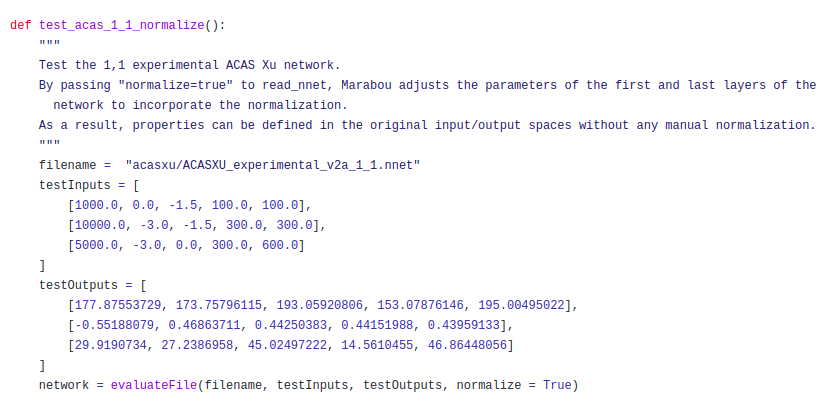 def test_acas_1_1_normalize():
    """
    Test the 1,1 experimental ACAS Xu network.
    By passing "normalize=true" to read_nnet, Marabou adjusts the parameters of the first and last layers of the
      network to incorporate the normalization.
    As a result, properties can be defined in the original input/output spaces without any manual normalization.
    """
    filename =  "acasxu/ACASXU_experimental_v2a_1_1.nnet"
    testInputs = [
        [1000.0, 0.0, -1.5, 100.0, 100.0],
        [10000.0, -3.0, -1.5, 300.0, 300.0],
        [5000.0, -3.0, 0.0, 300.0, 600.0]
    ]
    testOutputs = [
        [177.87553729, 173.75796115, 193.05920806, 153.07876146, 195.00495022],
        [-0.55188079, 0.46863711, 0.44250383, 0.44151988, 0.43959133],
        [29.9190734, 27.2386958, 45.02497222, 14.5610455, 46.86448056]
    ]
    network = evaluateFile(filename, testInputs, testOutputs, normalize = True)